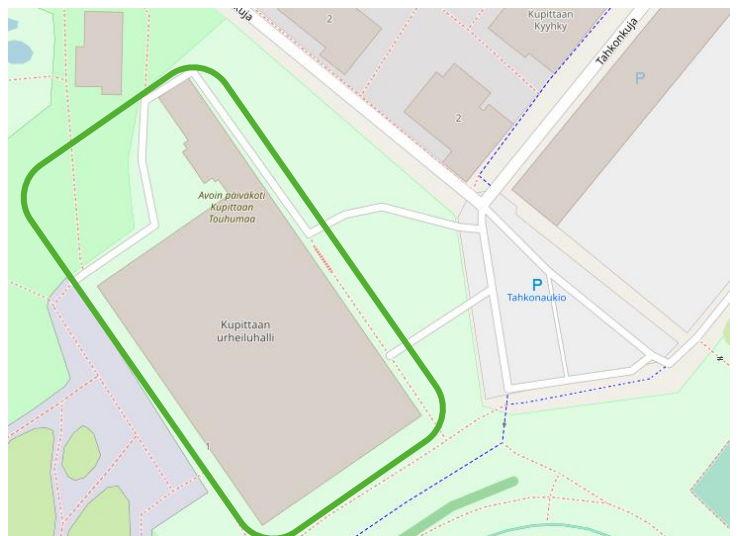 kuja
2
Kupittaan
Kyyhky
Tahkonkuja
P
2
Avoin päiväkoti
Kupittaan
Touhumaa
P
Tahkonaukio
Kupittaan
urheiluhalli
1